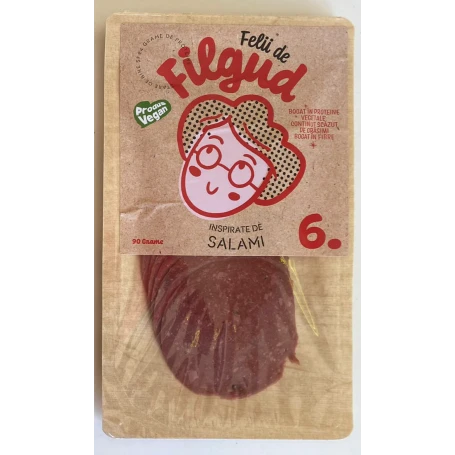 Felii de
Filgud
Produs
Vegan
BOGAT ÎN PROTEINE
VEGETALE,
CONȚINUT SCĂZUT
DE GRĂSIMI,
BOGAT ÎN FIBRE
INSPIRATE DE
SALAMI
6.
90 Grame